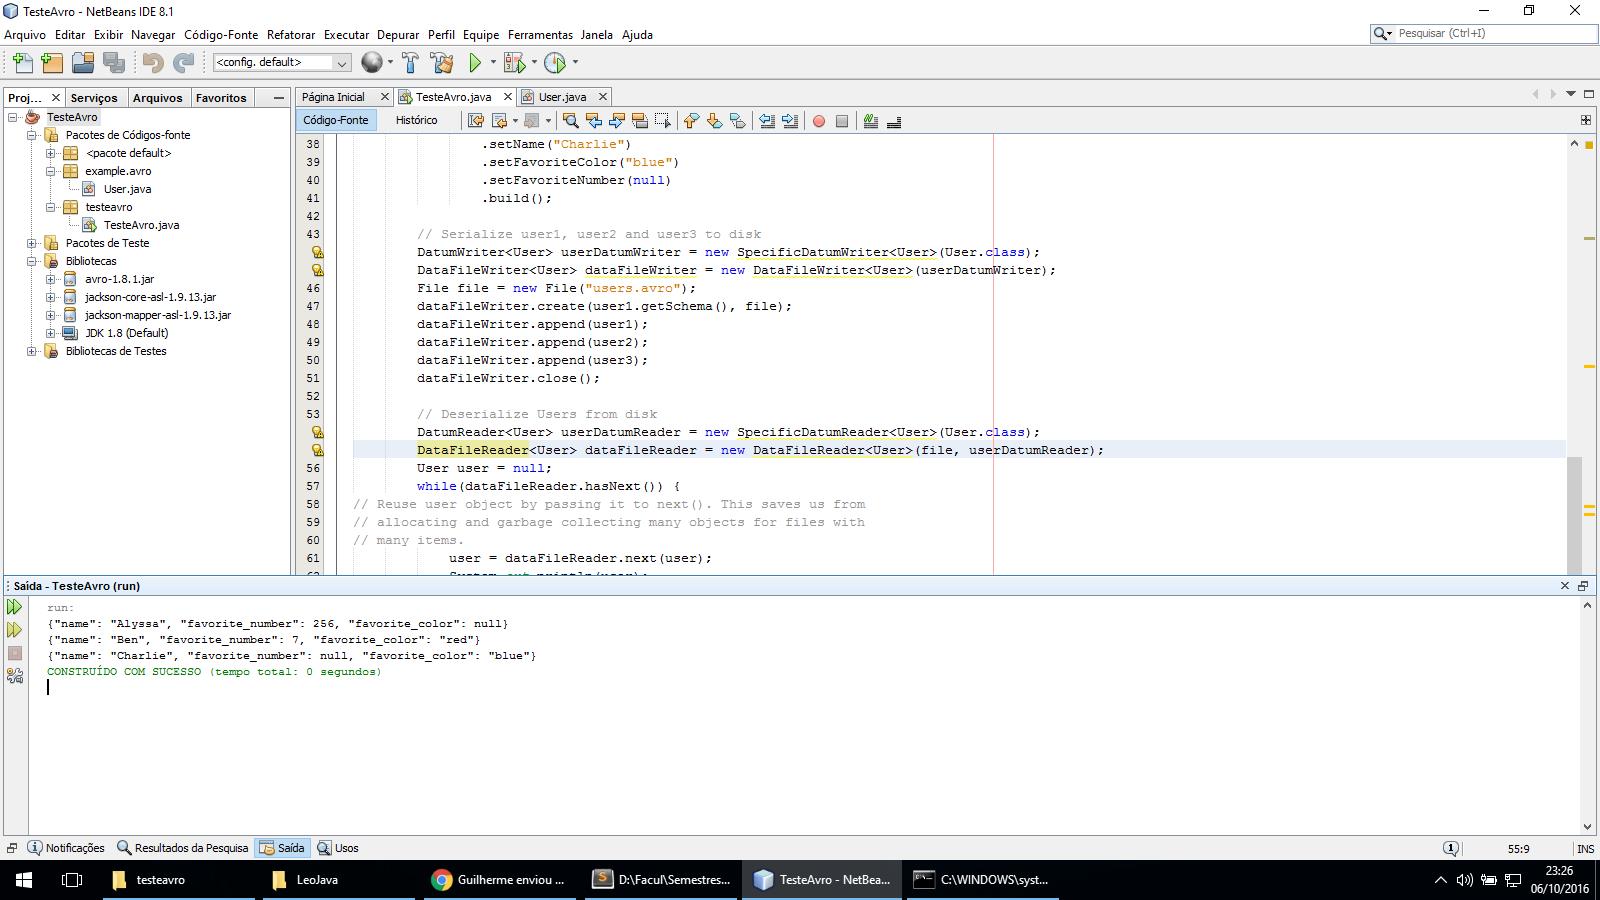 TesteAvro - NetBeans IDE 8.1
Arquivo Editar Exibir Navegar Código-Fonte Refatorar Executar Depurar Perfil Equipe Ferramentas Janela Ajuda
Pesquisar (Ctrl+I)
<config. default>
Proj... Serviços Arquivos Favoritos
Página Inicial TesteAvro.java User.java
Código-Fonte Histórico
TesteAvro
Pacotes de Códigos-fonte
<pacote default>
example.avro
User.java
testeavro
TesteAvro.java
Pacotes de Teste
Bibliotecas
avro-1.8.1.jar
jackson-core-asl-1.9.13.jar
jackson-mapper-asl-1.9.13.jar
JDK 1.8 (Default)
Bibliotecas de Testes
38 .setName("Charlie")
39 .setFavoriteColor("blue")
40 .setFavoriteNumber(null)
41 .build();
42
43 // Serialize user1, user2 and user3 to disk
DatumWriter<User> userDatumWriter = new SpecificDatumWriter<User>(User.class);
DataFileWriter<User> dataFileWriter = new DataFileWriter<User>(userDatumWriter);
46 File file = new File("users.avro");
47 dataFileWriter.create(user1.getSchema(), file);
48 dataFileWriter.append(user1);
49 dataFileWriter.append(user2);
50 dataFileWriter.append(user3);
51 dataFileWriter.close();
52
53 // Deserialize Users from disk
DatumReader<User> userDatumReader = new SpecificDatumReader<User>(User.class);
DataFileReader<User> dataFileReader = new DataFileReader<User>(file, userDatumReader);
56 User user = null;
57 while(dataFileReader.hasNext()) {
58 // Reuse user object by passing it to next(). This saves us from
59 // allocating and garbage collecting many objects for files with
60 // many items.
61 user = dataFileReader.next(user);
62 System.out.println(user);
Saída - TesteAvro (run)
run:
{"name": "Alyssa", "favorite_number": 256, "favorite_color": null}
{"name": "Ben", "favorite_number": 7, "favorite_color": "red"}
{"name": "Charlie", "favorite_number": null, "favorite_color": "blue"}
CONSTRUÍDO COM SUCESSO (tempo total: 0 segundos)
Notificações Resultados da Pesquisa Saída Usos
1 55:9 INS
testeavro LeoJava Guilherme enviou ... D:\Facul\Semestres... TesteAvro - NetBea... C:\WINDOWS\syst...
23:26
06/10/2016